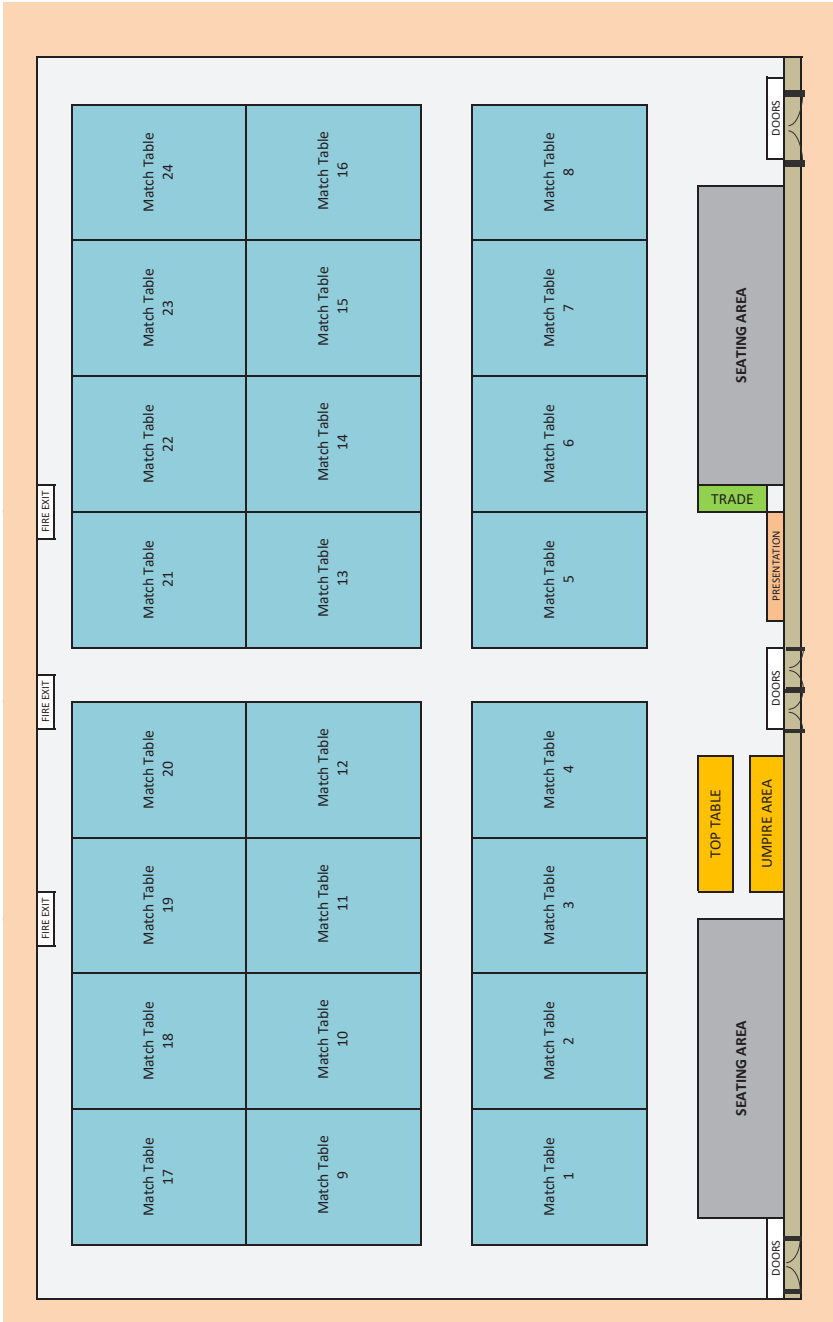 FIRE EXIT
FIRE EXIT
FIRE EXIT
Match Table
17
Match Table
18
Match Table
19
Match Table
20
Match Table
21
Match Table
22
Match Table
23
Match Table
24
Match Table
9
Match Table
10
Match Table
11
Match Table
12
Match Table
13
Match Table
14
Match Table
15
Match Table
16
Match Table
1
Match Table
2
Match Table
3
Match Table
4
Match Table
5
Match Table
6
Match Table
7
Match Table
8
SEATING AREA
TOP TABLE
UMPIRE AREA
TRADE
PRESENTATION
SEATING AREA
DOORS
DOORS
DOORS